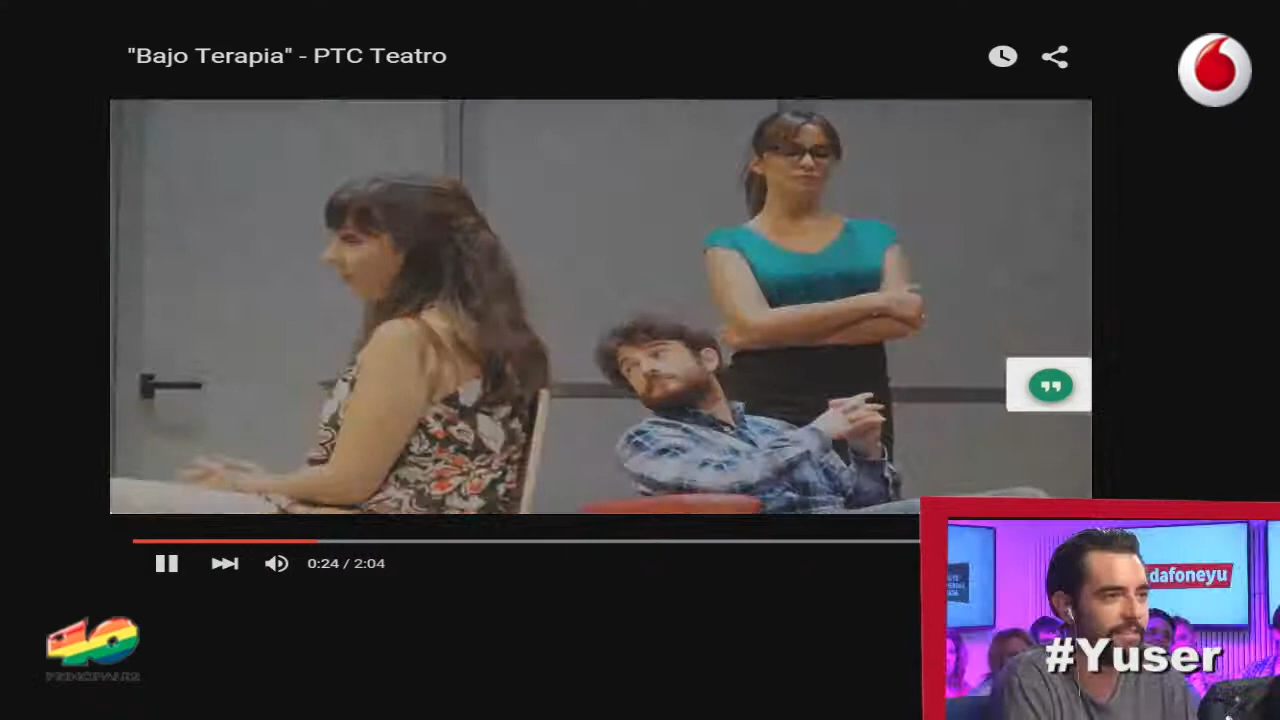 "Bajo Terapia" - PTC Teatro
0:24 / 2:04
dafoneyu
#Yuser
40
PRINCIPALES